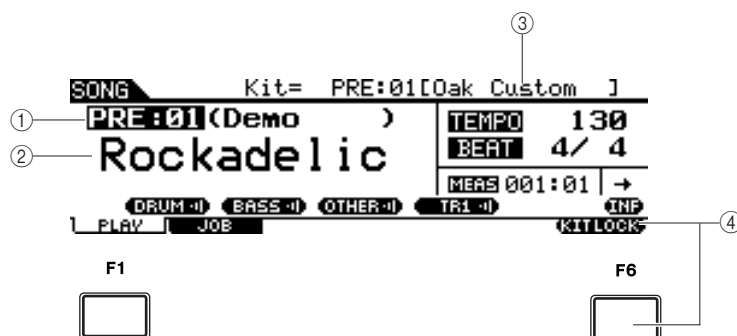 ③
SONG Kit= PRE:01[Oak Custom ]
① PRE:01(Demo ) TEMPO 130
② Rockadelic BEAT 4/ 4
MEAS 001:01 →
DRUM BASS OTHER TR1 INP
PLAY JOB KITLOCK ④
F1 F6